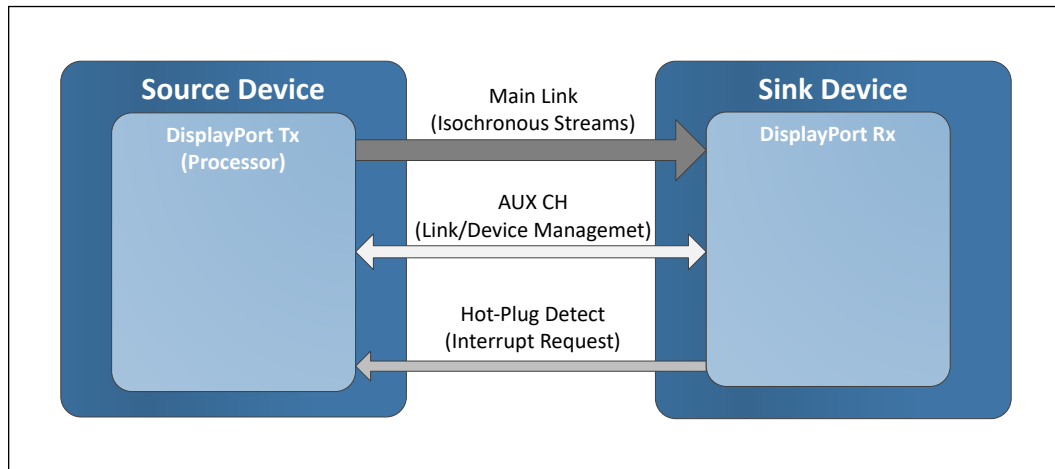 Source Device
DisplayPort Tx
(Processor)
Main Link
(Isochronous Streams)
AUX CH
(Link/Device Managemet)
Hot-Plug Detect
(Interrupt Request)
Sink Device
DisplayPort Rx